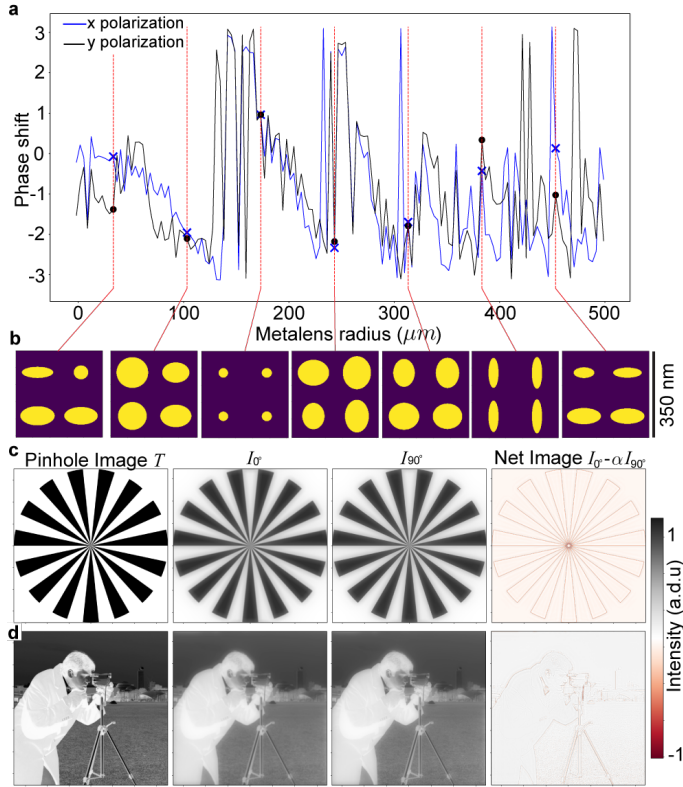 a
x polarization
y polarization
3
2
1
0
-1
-2
-3
Phase shift
0
100
200
300
400
500
Metalens radius (μm)
b
350 nm
c
Pinhole Image T
I₀°
I₉₀°
Net Image I₀°-αI₉₀°
d
1
Intensity (a.d.u)
-1